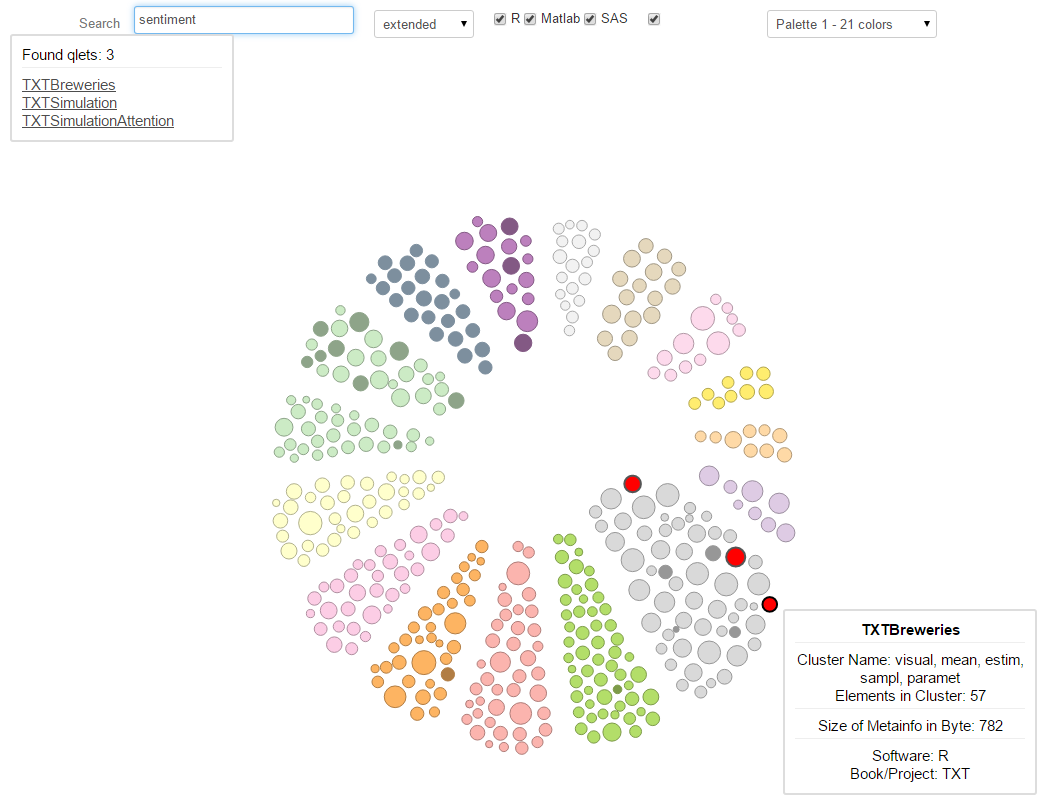 Search sentiment extended R Matlab SAS Palette 1 - 21 colors
Found qlets: 3
TXTBreweries
TXTSimulation
TXTSimulationAttention
TXTBreweries
Cluster Name: visual, mean, estim,
sampl, paramet
Elements in Cluster: 57
Size of Metainfo in Byte: 782
Software: R
Book/Project: TXT